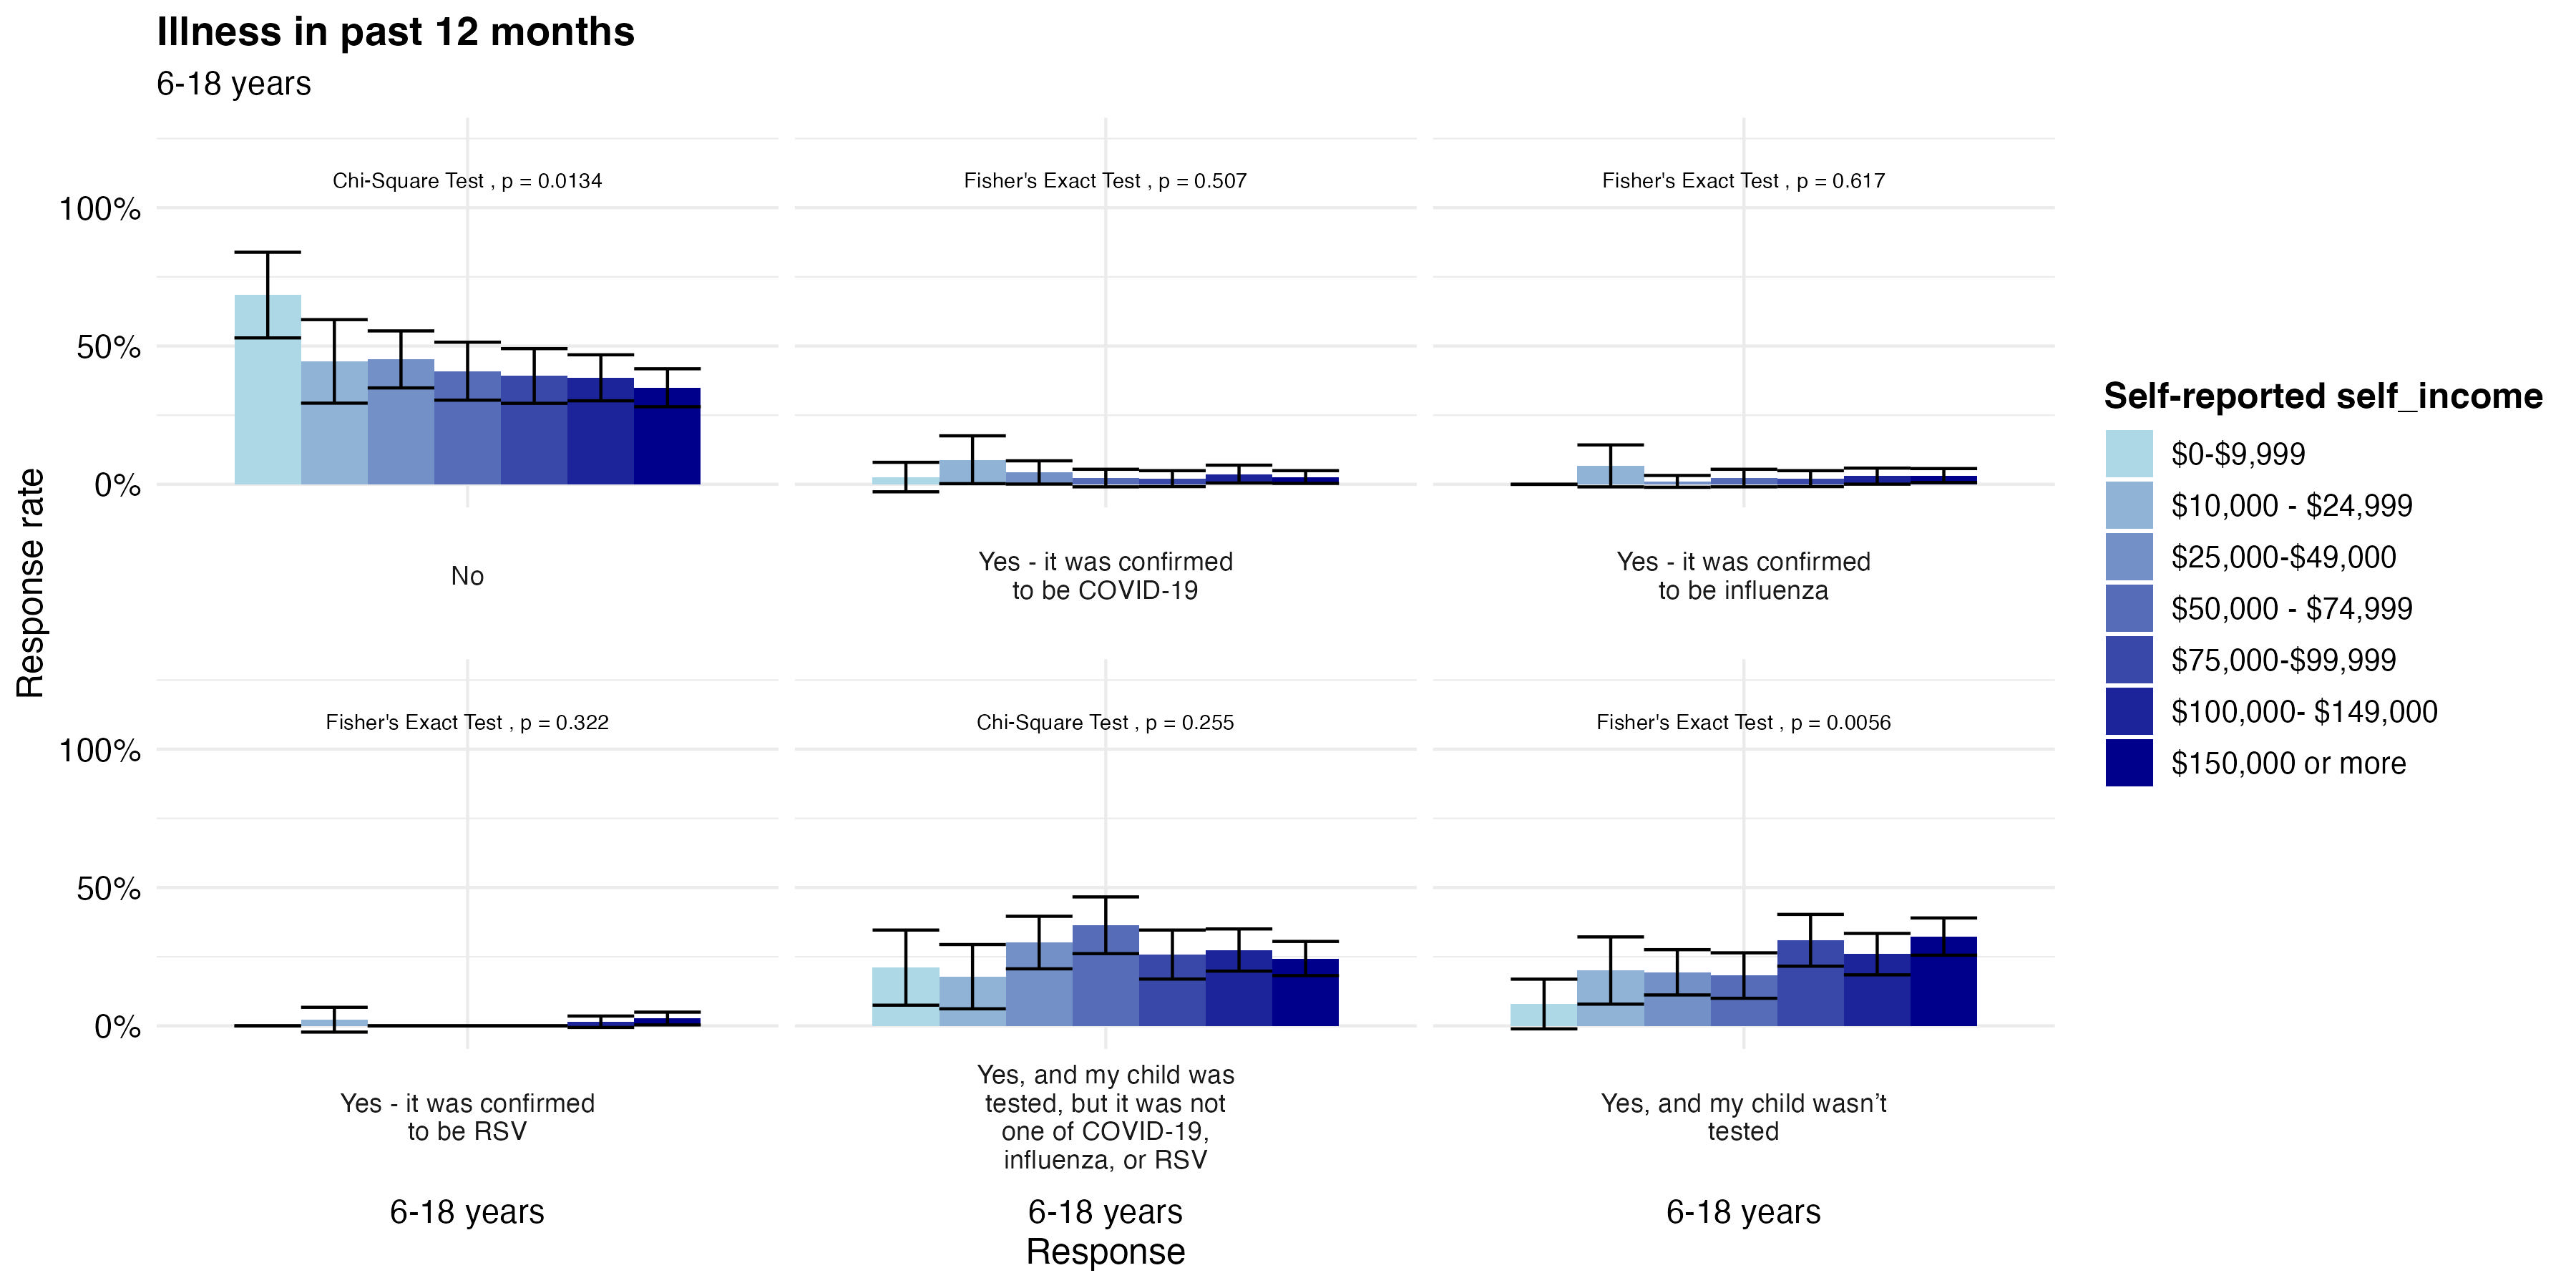 Illness in past 12 months
6-18 years
Chi-Square Test , p = 0.0134
Fisher's Exact Test , p = 0.507
Fisher's Exact Test , p = 0.617
100%
50%
0%
No
Yes - it was confirmed
to be COVID-19
Yes - it was confirmed
to be influenza
Response rate
Fisher's Exact Test , p = 0.322
Chi-Square Test , p = 0.255
Fisher's Exact Test , p = 0.0056
100%
50%
0%
Yes - it was confirmed
to be RSV
Yes, and my child was
tested, but it was not
one of COVID-19,
influenza, or RSV
Yes, and my child wasn’t
tested
6-18 years
6-18 years
6-18 years
Response
Self-reported self_income
$0-$9,999
$10,000 - $24,999
$25,000-$49,000
$50,000 - $74,999
$75,000-$99,999
$100,000- $149,000
$150,000 or more